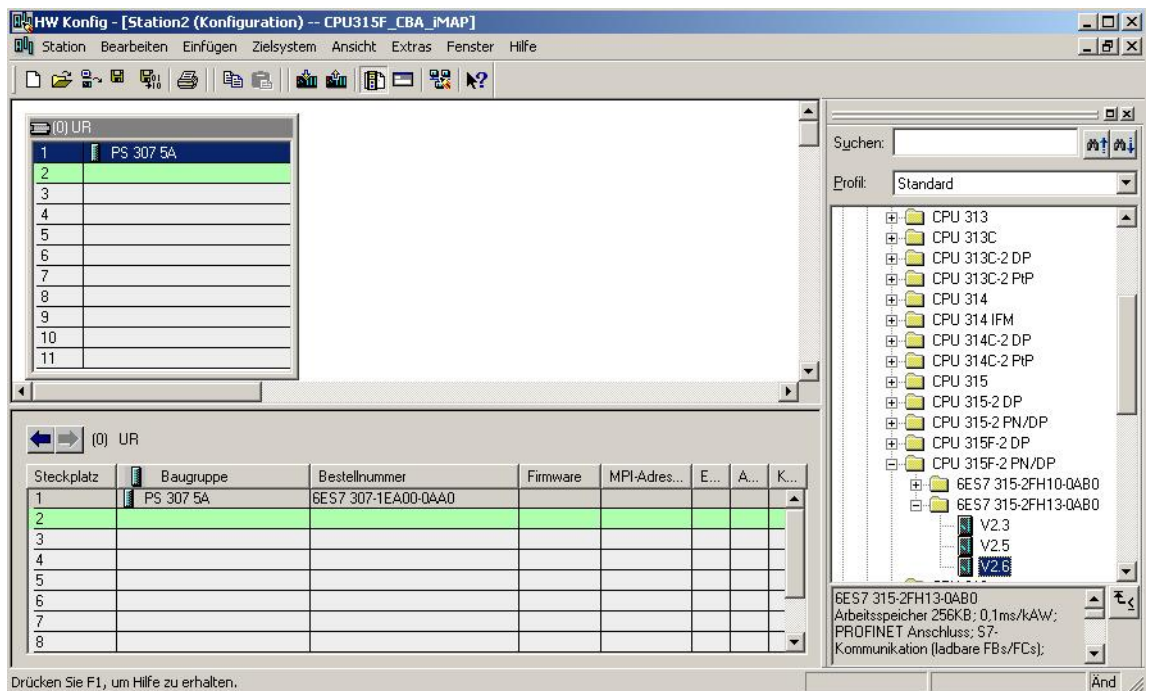 HW Konfig - [Station2 (Konfiguration) -- CPU315F_CBA_iMAP]
Station Bearbeiten Einfügen Zielsystem Ansicht Extras Fenster Hilfe
(0) UR
1 PS 307 5A
2
3
4
5
6
7
8
9
10
11
Suchen:
Profil: Standard
CPU 313
CPU 313C
CPU 313C-2 DP
CPU 313C-2 PtP
CPU 314
CPU 314 IFM
CPU 314C-2 DP
CPU 314C-2 PtP
CPU 315
CPU 315-2 DP
CPU 315-2 PN/DP
CPU 315F-2 DP
CPU 315F-2 PN/DP
6ES7 315-2FH10-0AB0
6ES7 315-2FH13-0AB0
V2.3
V2.5
V2.6
(0) UR
Steckplatz Baugruppe Bestellnummer Firmware MPI-Adres... E... A... K...
1 PS 307 5A 6ES7 307-1EA00-0AA0
2
3
4
5
6
7
8
6ES7 315-2FH13-0AB0
Arbeitsspeicher 256KB; 0,1ms/kAW;
PROFINET Anschluss; S7-
Kommunikation (ladbare FBs/FCs);
Drücken Sie F1, um Hilfe zu erhalten.
Änd